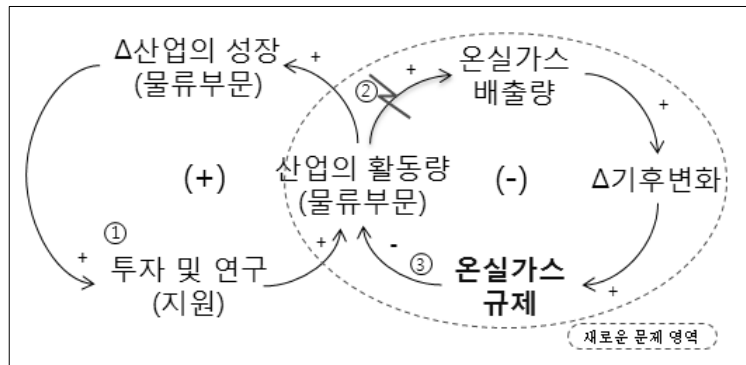 Δ산업의 성장
(물류부문)
+
+
②
온실가스
배출량
+
(+)
산업의 활동량
(물류부문)
(-)
Δ기후변화
①
+
투자 및 연구
(지원)
+
-
③
온실가스
규제
+
새로운 문제 영역